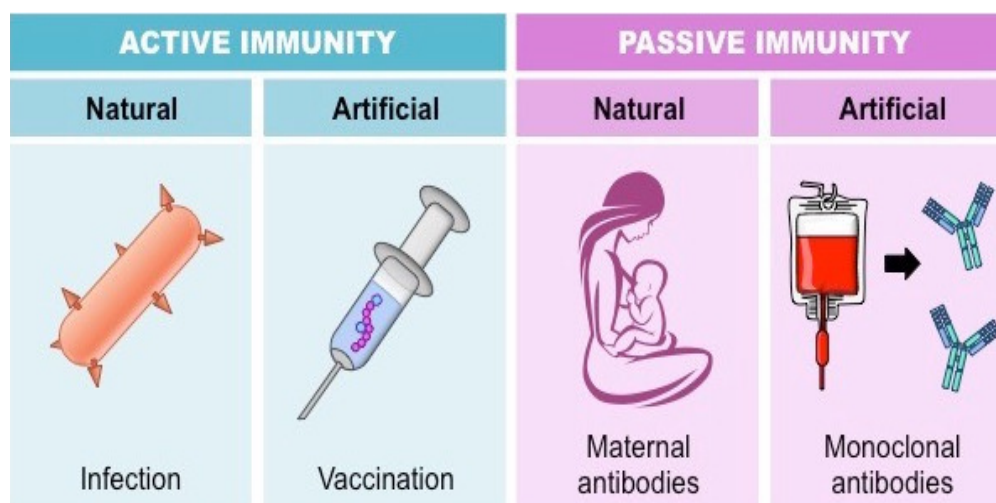 ACTIVE IMMUNITY
PASSIVE IMMUNITY
Natural
Artificial
Natural
Artificial
Infection
Vaccination
Maternal
antibodies
Monoclonal
antibodies